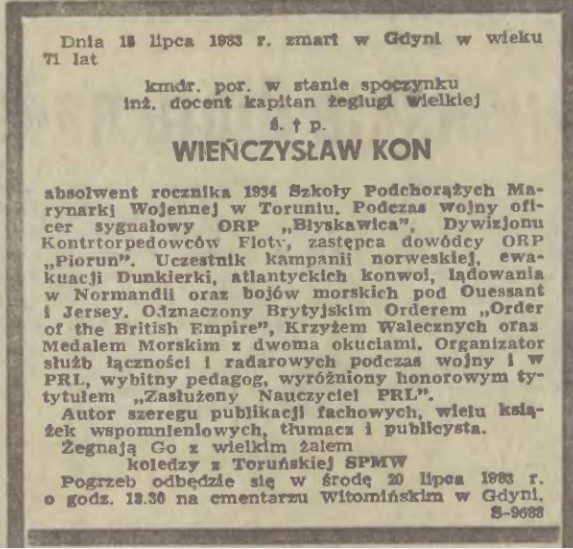 Dnia 18 lipca 1983 r. zmarł w Gdyni w wieku
71 lat
kmdr. por. w stanie spoczynku
inż. docent kapitan żeglugi wielkiej
ś. † p.
WIEŃCZYSŁAW KON
absolwent rocznika 1934 Szkoły Podchorążych Ma-
rynarki Wojennej w Toruniu. Podczas wojny ofi-
cer sygnałowy ORP „Błyskawica”, Dywizjonu
Kontrtorpedowców Floty, zastępca dowódcy ORP
„Piorun”. Uczestnik kampanii norweskiej, ewa-
kuacji Dunkierki, atlantyckich konwoi, lądowania
w Normandii oraz bojów morskich pod Ouessant
i Jersey. Odznaczony Brytyjskim Orderem „Order
of the British Empire”, Krzyżem Walecznych oraz
Medalem Morskim z dwoma okuciami. Organizator
służb łączności i radarowych podczas wojny i w
PRL, wybitny pedagog, wyróżniony honorowym ty-
tytułem „Zasłużony Nauczyciel PRL”.
Autor szeregu publikacji fachowych, wielu ksią-
żek wspomnieniowych, tłumacz i publicysta.
Żegnają Go z wielkim żalem
koledzy z Toruńskiej SPMW
Pogrzeb odbędzie się w środę 20 lipca 1983 r.
o godz. 13.30 na cmentarzu Witomińskim w Gdyni.
S-9688